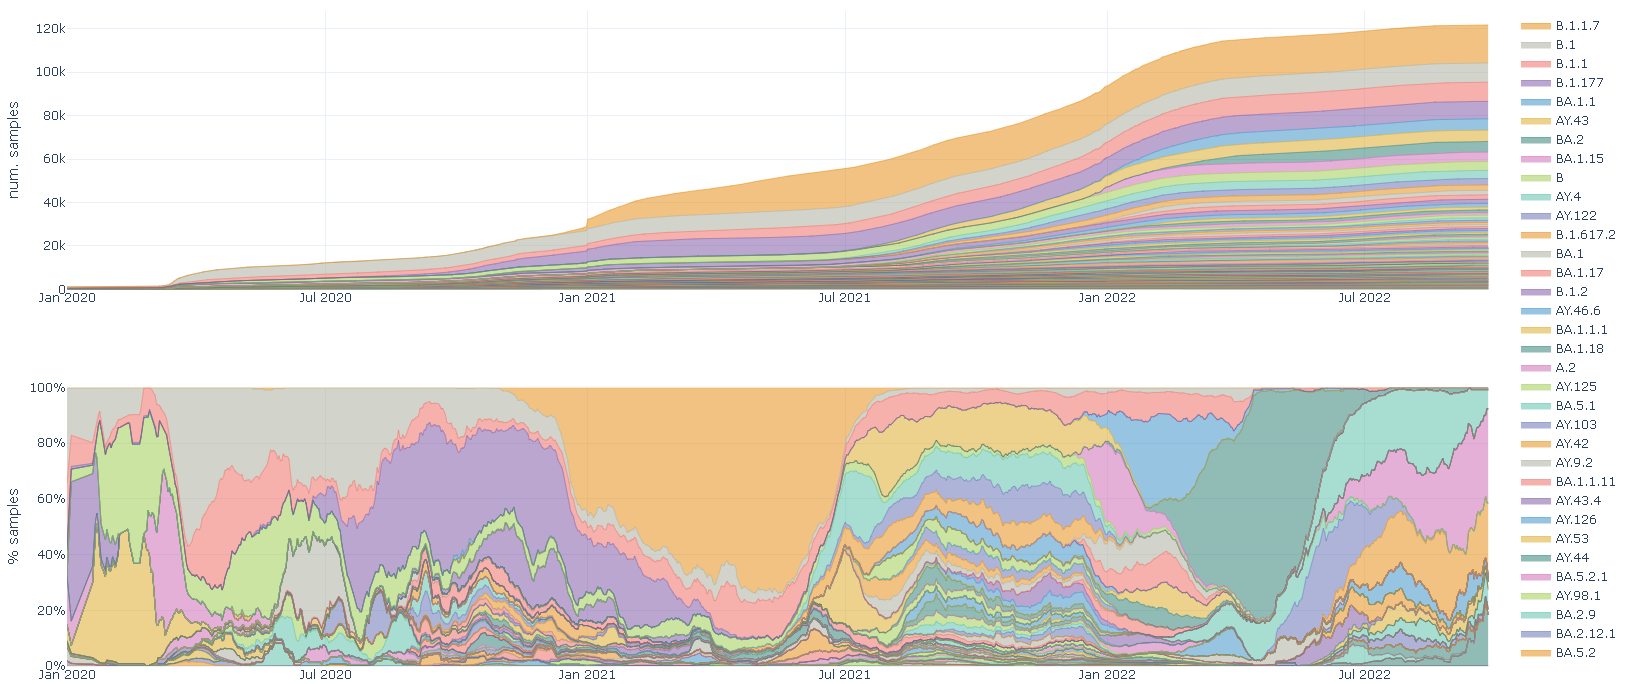 120k
100k
80k
60k
40k
20k
0
num. samples
Jan 2020
Jul 2020
Jan 2021
Jul 2021
Jan 2022
Jul 2022
100%
80%
60%
40%
20%
0%
% samples
Jan 2020
Jul 2020
Jan 2021
Jul 2021
Jan 2022
Jul 2022
B.1.1.7
B.1
B.1.1
B.1.177
BA.1.1
AY.43
BA.2
BA.1.15
B
AY.4
AY.122
B.1.617.2
BA.1
BA.1.17
B.1.2
AY.46.6
BA.1.1.1
BA.1.18
A.2
AY.125
BA.5.1
AY.103
AY.42
AY.9.2
BA.1.1.11
AY.43.4
AY.126
AY.53
AY.44
BA.5.2.1
AY.98.1
BA.2.9
BA.2.12.1
BA.5.2